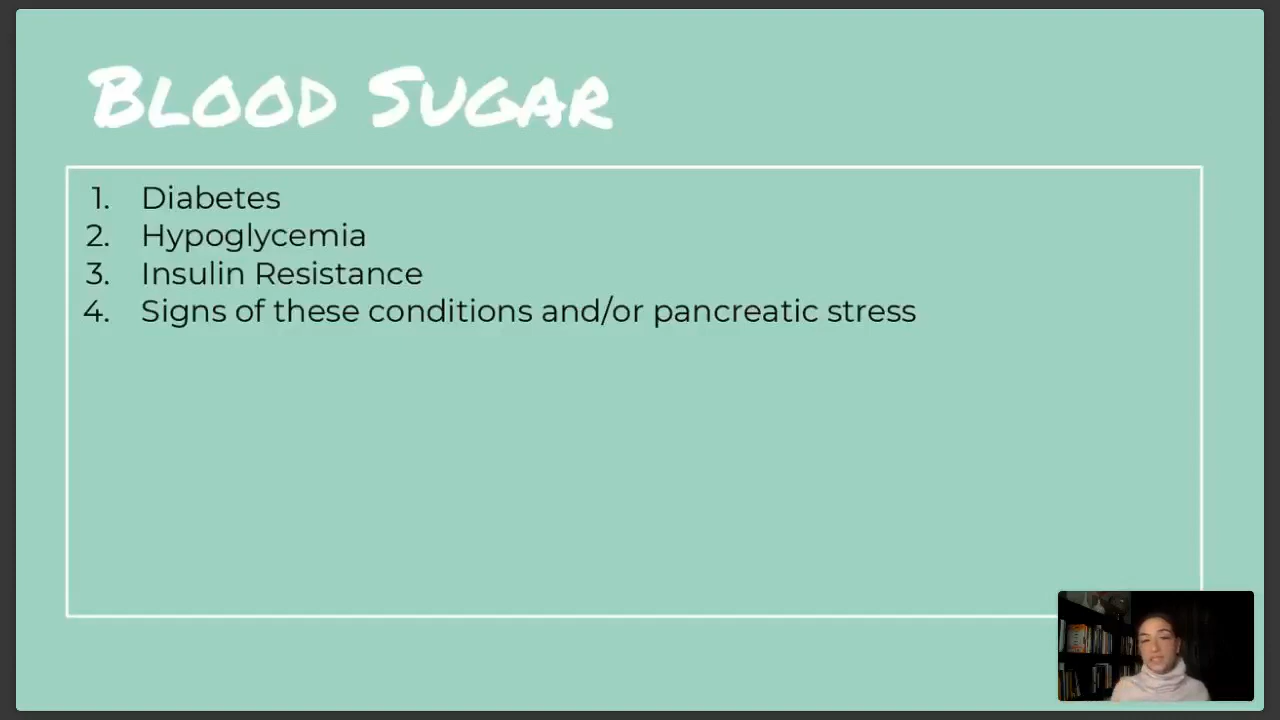 Blood Sugar
1. Diabetes
2. Hypoglycemia
3. Insulin Resistance
4. Signs of these conditions and/or pancreatic stress